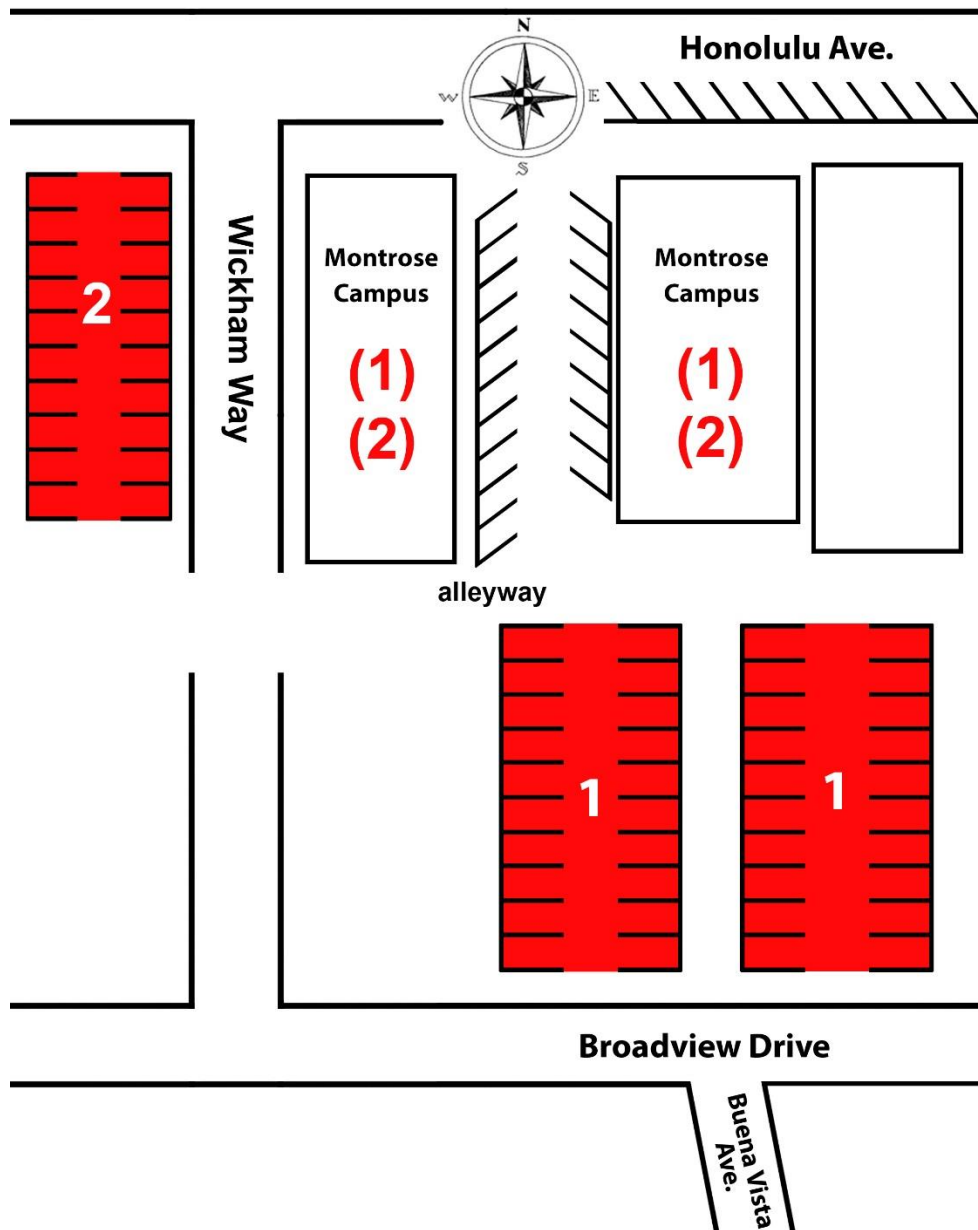 N
Honolulu Ave.
W
E
S
Wickham Way
2
Montrose
Campus
(1)
(2)
Montrose
Campus
(1)
(2)
alleyway
1
1
Broadview Drive
Buena Vista
Ave.